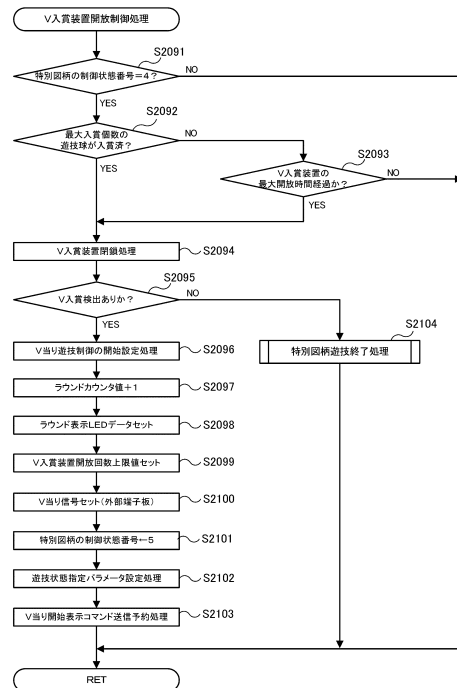 V入賞装置開放制御処理
S2091
特別図柄の制御状態番号=4?
NO
YES
S2092
最大入賞個数の
遊技球が入賞済?
NO
YES
S2093
V入賞装置の
最大開放時間経過か?
NO
YES
V入賞装置閉鎖処理
S2094
S2095
V入賞検出ありか?
NO
YES
S2104
特別図柄遊技終了処理
V当り遊技制御の開始設定処理
S2096
ラウンドカウンタ値+1
S2097
ラウンド表示LEDデータセット
S2098
V入賞装置開放回数上限値セット
S2099
V当り信号セット(外部端子板)
S2100
特別図柄の制御状態番号←5
S2101
遊技状態指定パラメータ設定処理
S2102
V当り開始表示コマンド送信予約処理
S2103
RET